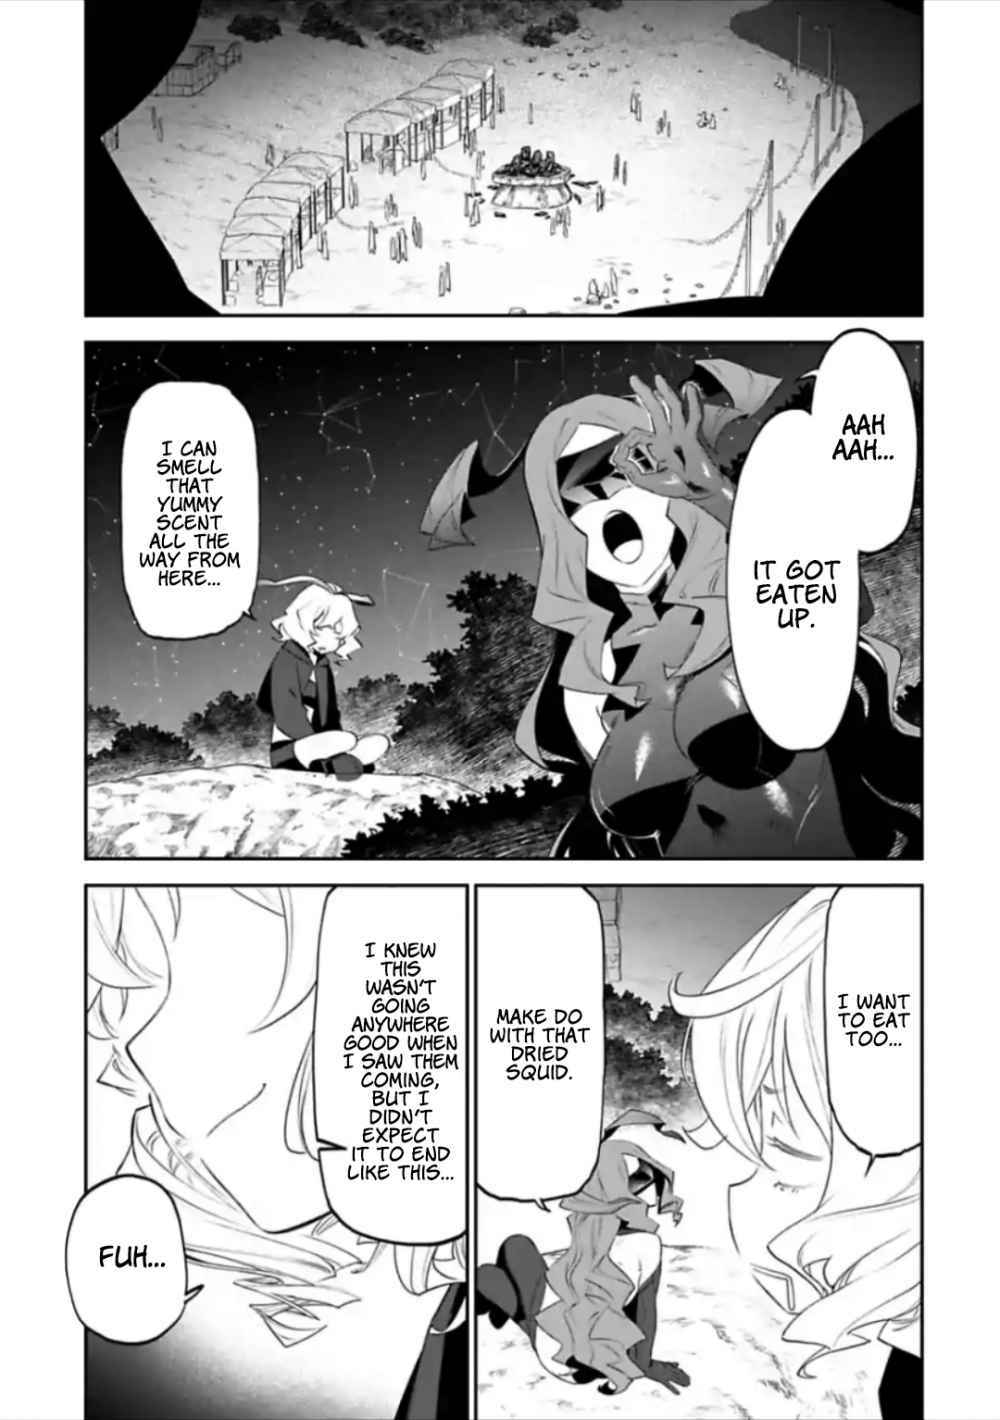 AAH
AAH...
IT GOT
EATEN
UP.
I CAN
SMELL
THAT
YUMMY
SCENT
ALL THE
WAY FROM
HERE...
I WANT
TO EAT
TOO...
MAKE DO
WITH THAT
DRIED
SQUID.
I KNEW
THIS
WASN'T
GOING
ANYWHERE
GOOD WHEN
I SAW THEM
COMING,
BUT I
DIDN'T
EXPECT
IT TO END
LIKE THIS...
FUH...